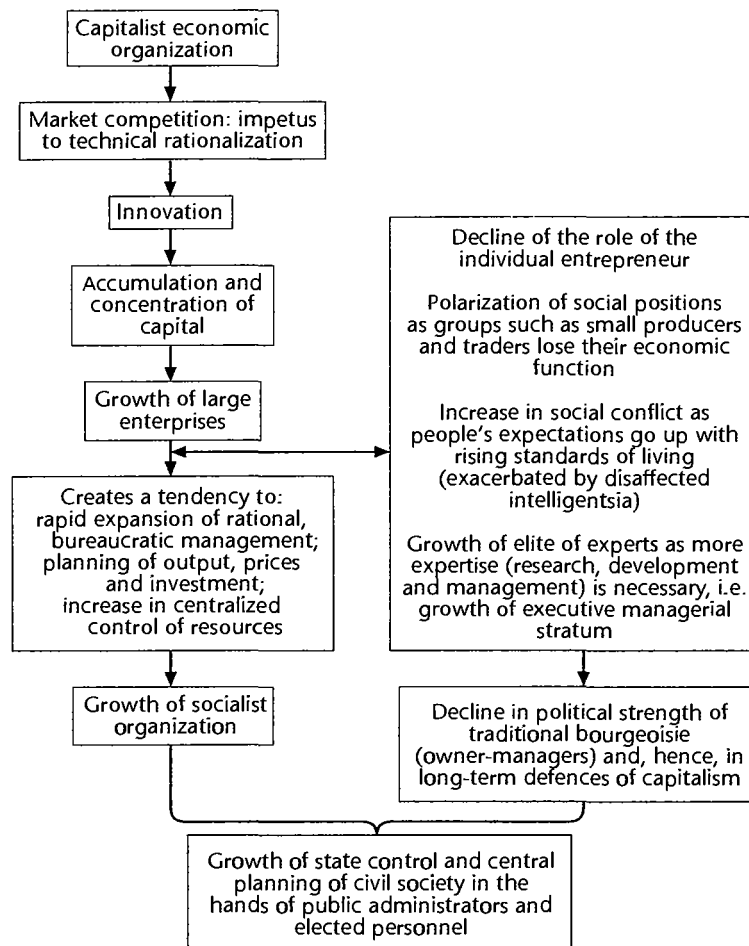 Capitalist economic
organization
Market competition: impetus
to technical rationalization
Innovation
Accumulation and
concentration of
capital
Growth of large
enterprises
Creates a tendency to:
rapid expansion of rational,
bureaucratic management;
planning of output, prices
and investment;
increase in centralized
control of resources
Growth of socialist
organization
Decline of the role of the
individual entrepreneur
Polarization of social positions
as groups such as small producers
and traders lose their economic
function
Increase in social conflict as
people's expectations go up with
rising standards of living
(exacerbated by disaffected
intelligentsia)
Growth of elite of experts as more
expertise (research, development
and management) is necessary, i.e.
growth of executive managerial
stratum
Decline in political strength of
traditional bourgeoisie
(owner-managers) and, hence, in
long-term defences of capitalism
Growth of state control and central
planning of civil society in the
hands of public administrators and
elected personnel